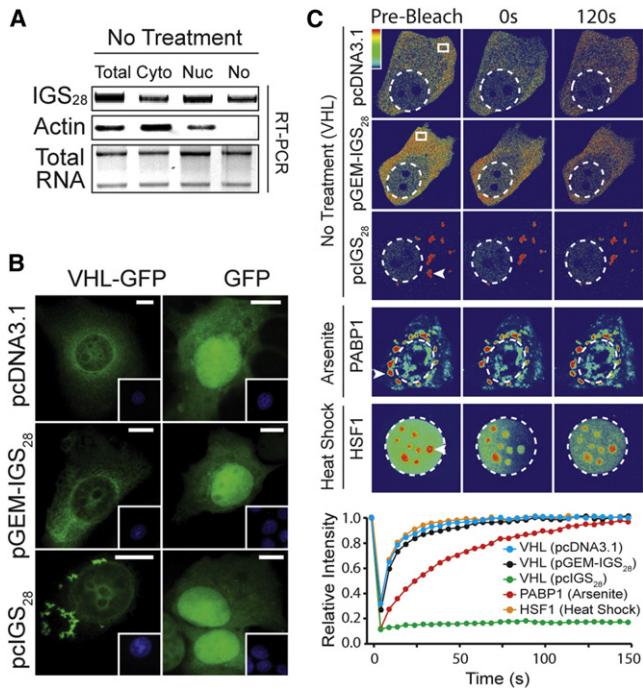 A
No Treatment
Total Cyto Nuc No
IGS28
Actin
Total
RNA
RT-PCR
B
VHL-GFP GFP
pcDNA3.1
pGEM-IGS28
pcIGS28
C
Pre-Bleach 0s 120s
No Treatment (VHL)
pcDNA3.1
pGEM-IGS28
pcIGS28
Arsenite
PABP1
Heat Shock
HSF1
Relative Intensity
1.0
0.8
0.6
0.4
0.2
0.0
VHL (pcDNA3.1)
VHL (pGEM-IGS28)
VHL (pcIGS28)
PABP1 (Arsenite)
HSF1 (Heat Shock)
0 50 75 100 125 150
Time (s)